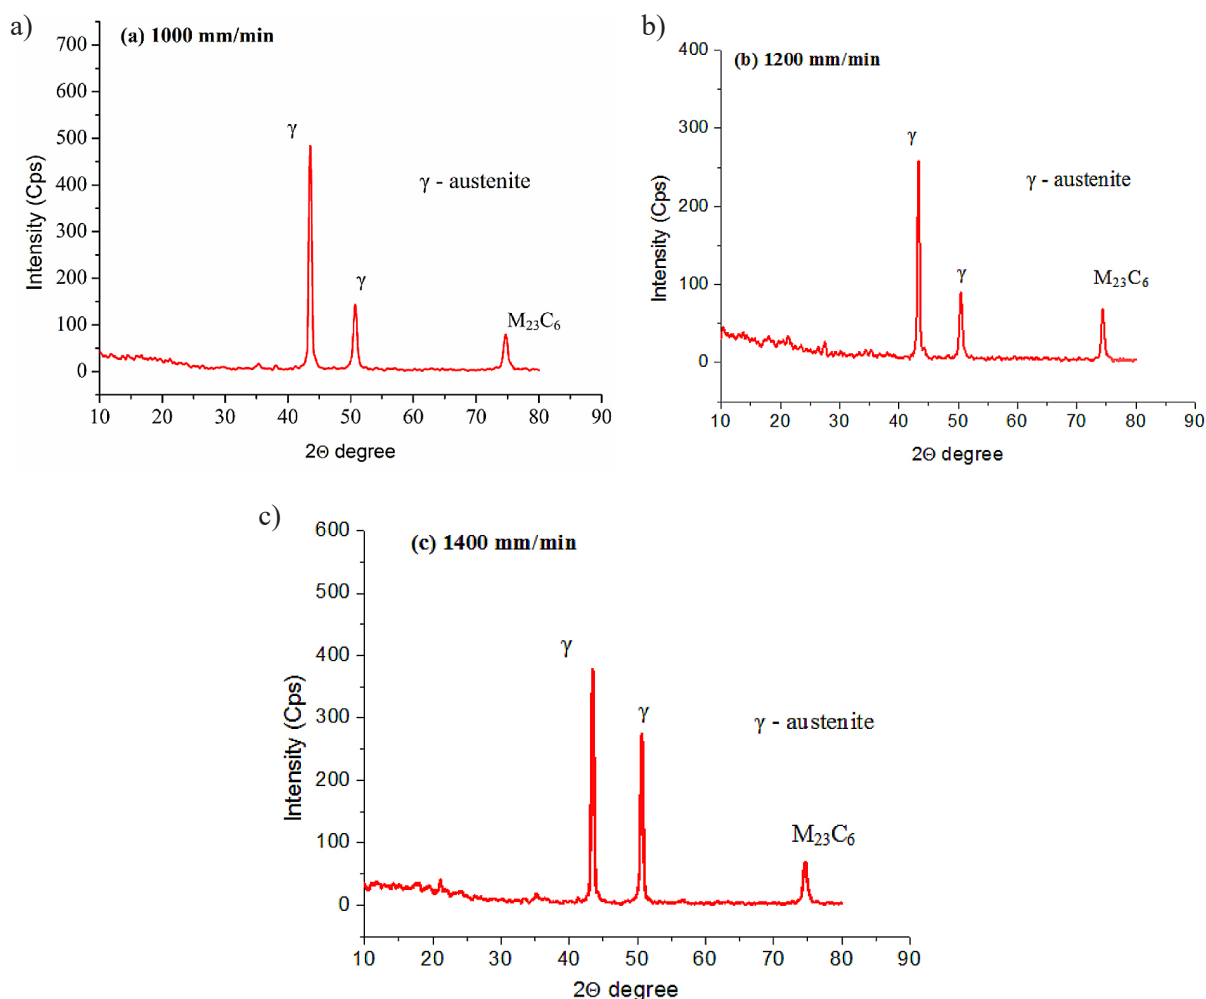 a)
(a) 1000 mm/min
700
600
500
400
300
200
100
0
Intensity (Cps)
γ
γ
γ - austenite
M₂₃C₆
10 20 30 40 50 60 70 80 90
2Θ degree
b)
(b) 1200 mm/min
400
300
200
100
0
Intensity (Cps)
γ
γ
γ - austenite
M₂₃C₆
10 20 30 40 50 60 70 80 90
2Θ degree
c)
(c) 1400 mm/min
600
500
400
300
200
100
0
Intensity (Cps)
γ
γ
γ - austenite
M₂₃C₆
10 20 30 40 50 60 70 80 90
2Θ degree